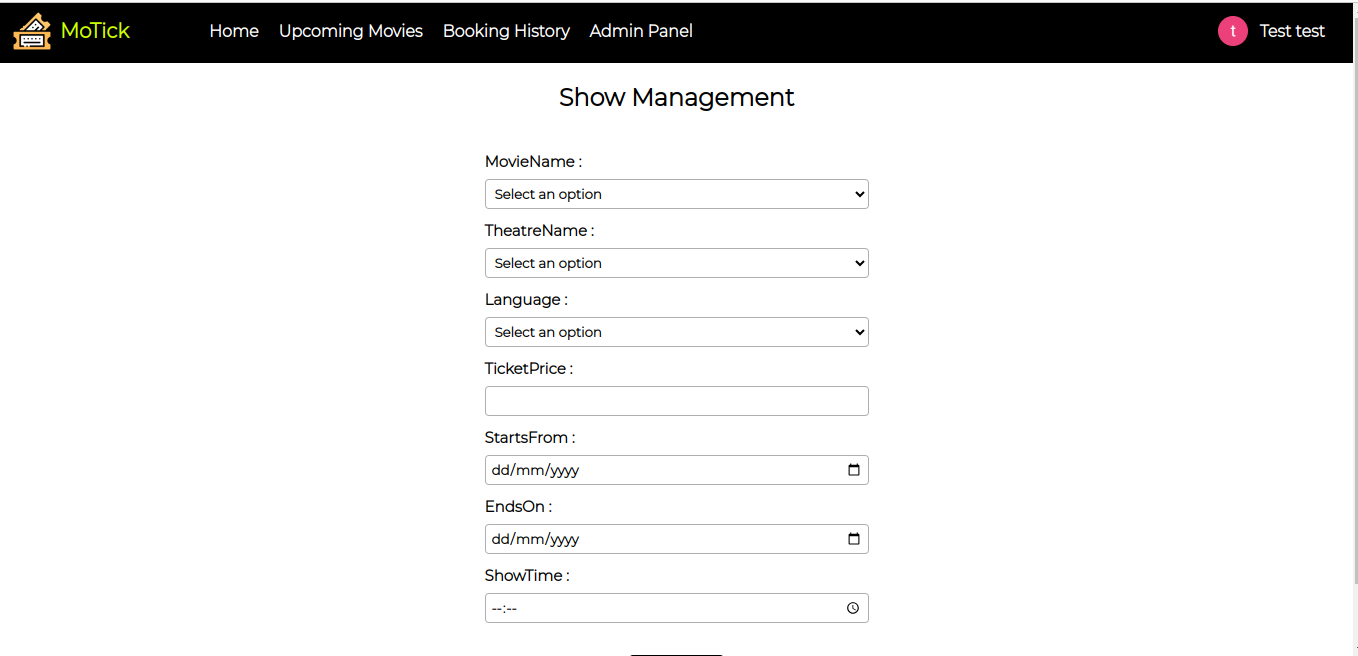 MoTick Home Upcoming Movies Booking History Admin Panel t Test test
Show Management
MovieName :
Select an option
TheatreName :
Select an option
Language :
Select an option
TicketPrice :
StartsFrom :
dd/mm/yyyy
EndsOn :
dd/mm/yyyy
ShowTime :
--:--